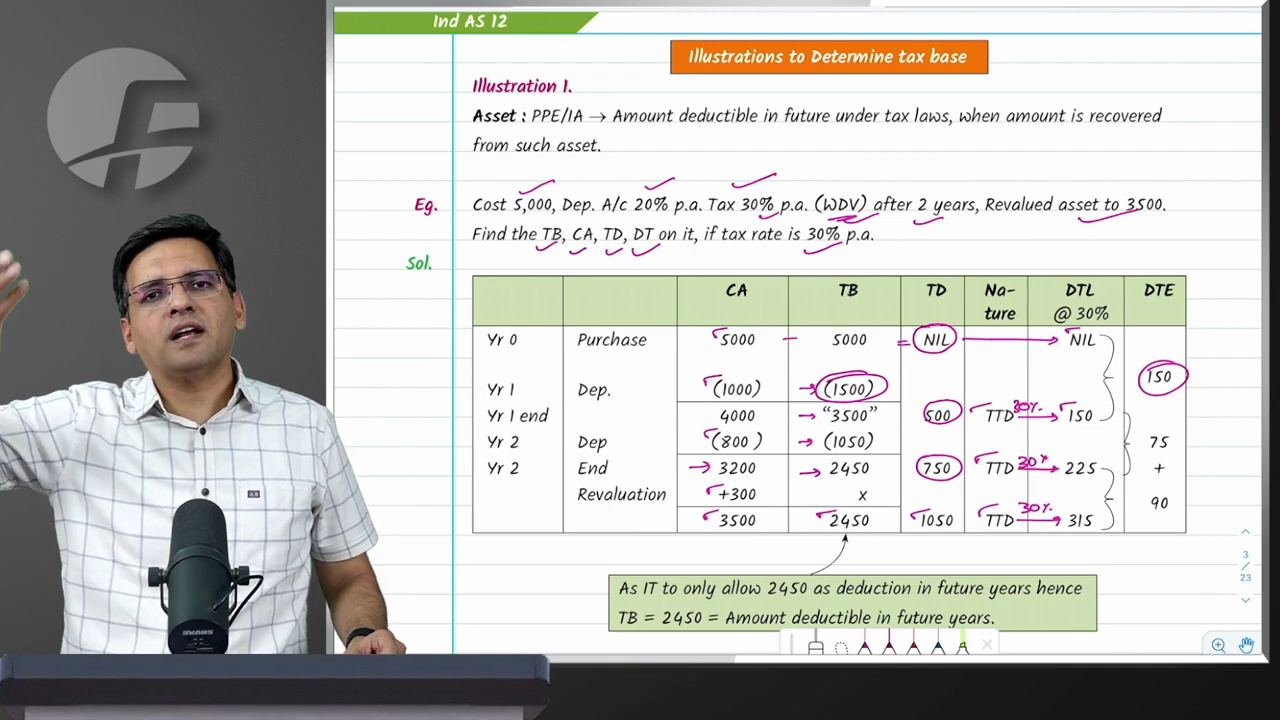 Ind AS 12
Illustrations to Determine tax base
Illustration 1.
Asset : PPE/IA → Amount deductible in future under tax laws, when amount is recovered
from such asset.
Eg. Cost 5,000, Dep. A/c 20% p.a. Tax 30% p.a. (WDV) after 2 years, Revalued asset to 3500.
Find the TB, CA, TD, DT on it, if tax rate is 30% p.a.
Sol.
CA TB TD Na- DTL DTE
ture @ 30%
Yr 0 Purchase 5000 – 5000 = NIL → NIL
150
Yr 1 Dep. (1000) → (1500)
Yr 1 end 4000 → “3500” 500 TTD 30% → 150
Yr 2 Dep (800) → (1050) 75
Yr 2 End → 3200 → 2450 750 TTD 30% → 225 +
Revaluation +300 x 90
3500 2450 1050 TTD 30% → 315
As IT to only allow 2450 as deduction in future years hence
TB = 2450 = Amount deductible in future years.
3
/
23
SHURE